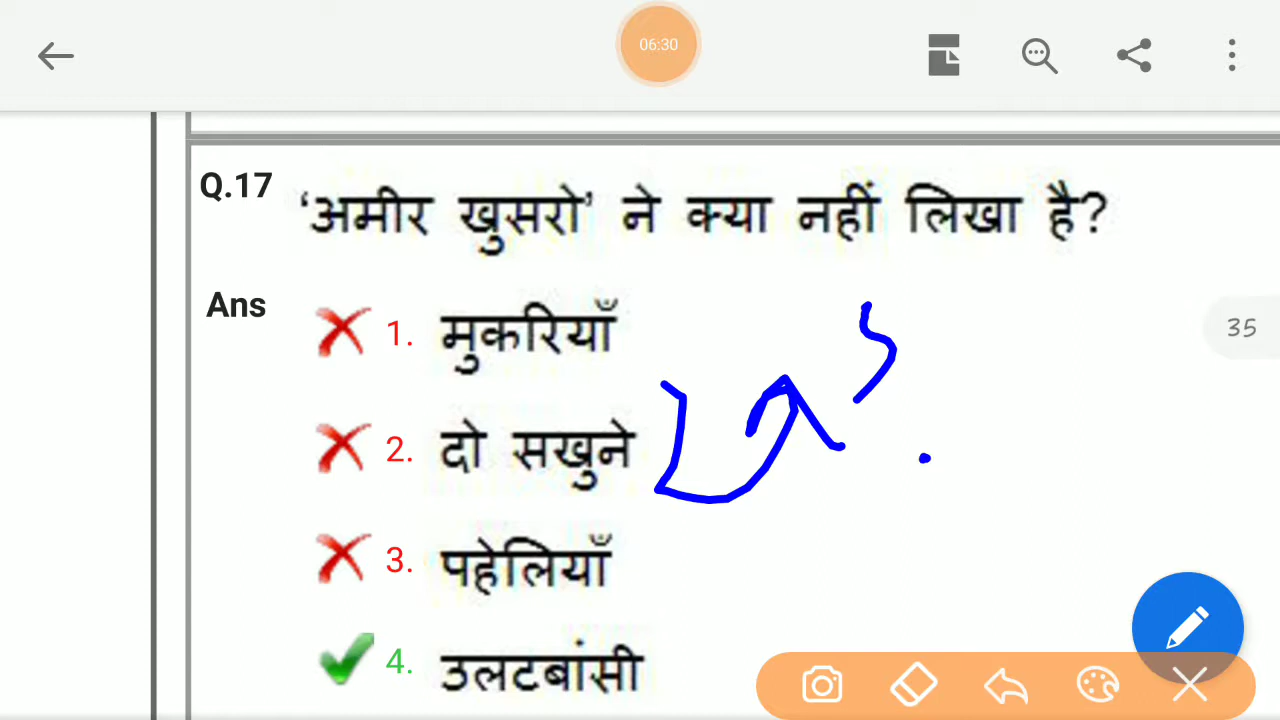 06:30
Q.17 ‘अमीर खुसरो’ ने क्या नहीं लिखा है?
Ans 1. मुकरियाँ
35
2. दो सखुने
3. पहेलियाँ
4. उलटबांसी